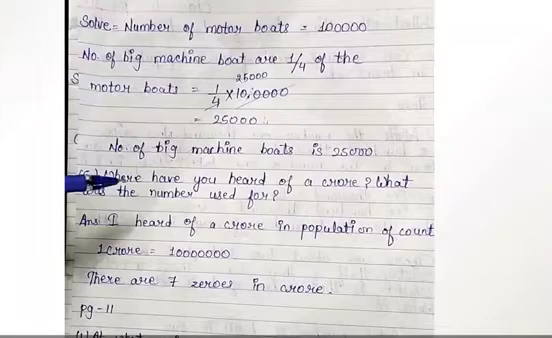 Solve = Number of motor boats = 100000
No. of big machine boat are 1/4 of the
25000
motor boats = 1/4 × 10,0000
= 25000
No. of big machine boats is 25000
have you heard of a crore? What
the number used for?
Ans: I heard of a crore in population of count
1 crore = 10000000
There are 7 zeroes in crore.
pg - 11